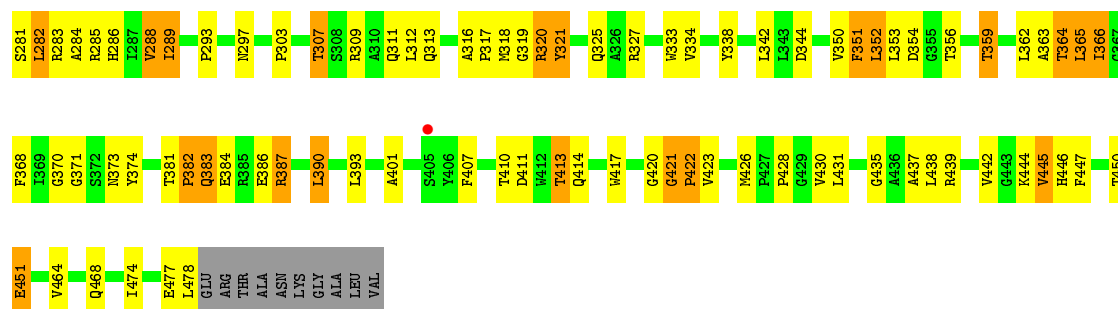 S281 L282 R283 A284 R285 H286 I287 V288 I289 P293 N297 P303 T307 S308 R309 A310 Q311 L312 Q313 A316 P317 M318 G319 R320 Y321 Q325 A326 R327 W333 V334 Y338 L342 L343 D344 V350 F351 L352 L353 D354 G355 T356 T359 L362 A363 T364 L365 I366 G367
F368 I369 G370 G371 S372 N373 Y374 T381 P382 Q383 E384 R385 E386 R387 L390 L393 A401 S405 Y406 F407 T410 D411 W412 T413 Q414 W417 G420 G421 P422 V423 M426 P427 P428 G429 V430 L431 G435 A436 A437 L438 R439 V442 G443 K444 V445 H446 F447 T450
E451 V464 Q468 I474 E477 L478 GLU ARG THR ALA ASN LYS GLY ALA LEU VAL